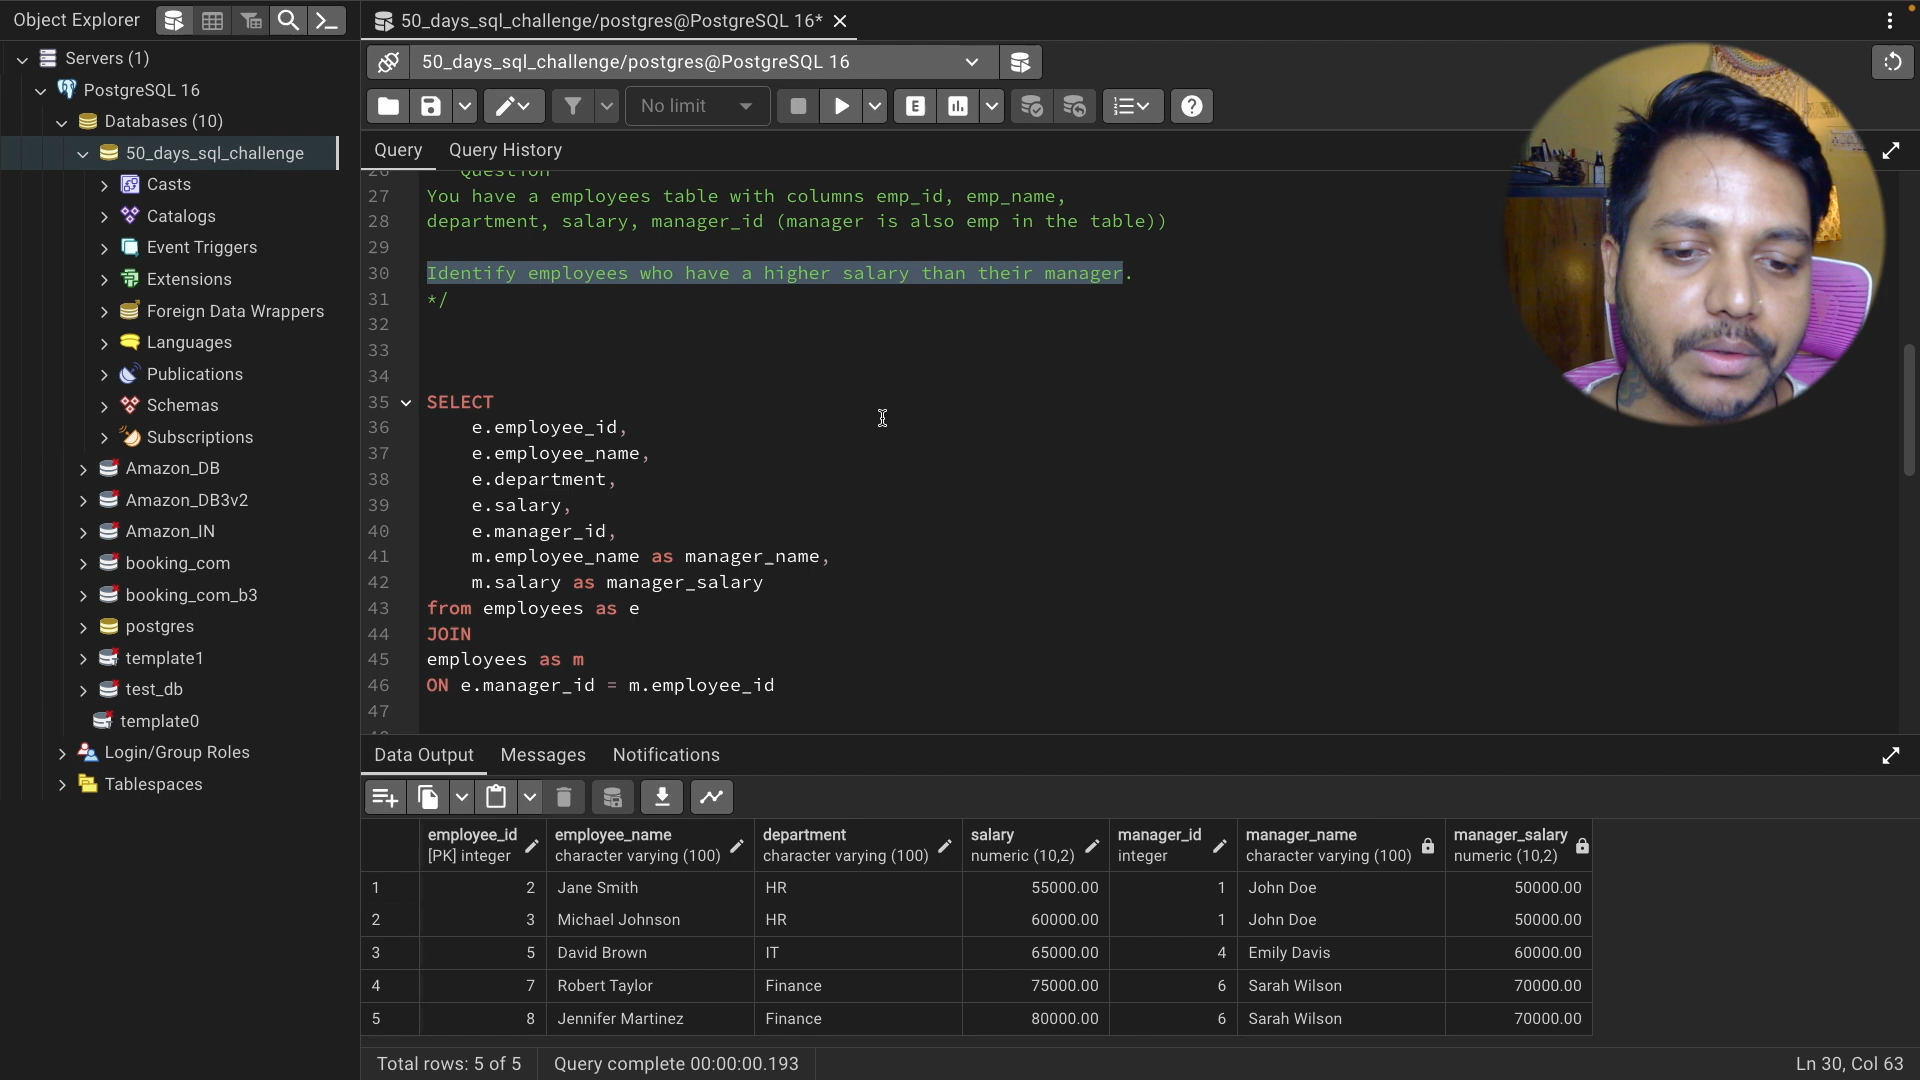 Object Explorer
50_days_sql_challenge/postgres@PostgreSQL 16*
Servers (1)
PostgreSQL 16
Databases (10)
50_days_sql_challenge
Casts
Catalogs
Event Triggers
Extensions
Foreign Data Wrappers
Languages
Publications
Schemas
Subscriptions
Amazon_DB
Amazon_DB3v2
Amazon_IN
booking_com
booking_com_b3
postgres
template1
test_db
template0
Login/Group Roles
Tablespaces
50_days_sql_challenge/postgres@PostgreSQL 16
No limit
E
Query Query History
26 Question
27 You have a employees table with columns emp_id, emp_name,
28 department, salary, manager_id (manager is also emp in the table))
29
30 Identify employees who have a higher salary than their manager.
31 */
32
33
34
35 SELECT
36 e.employee_id,
37 e.employee_name,
38 e.department,
39 e.salary,
40 e.manager_id,
41 m.employee_name as manager_name,
42 m.salary as manager_salary
43 from employees as e
44 JOIN
45 employees as m
46 ON e.manager_id = m.employee_id
47
Data Output Messages Notifications
employee_id employee_name department salary manager_id manager_name manager_salary
[PK] integer character varying (100) character varying (100) numeric (10,2) integer character varying (100) numeric (10,2)
1 2 Jane Smith HR 55000.00 1 John Doe 50000.00
2 3 Michael Johnson HR 60000.00 1 John Doe 50000.00
3 5 David Brown IT 65000.00 4 Emily Davis 60000.00
4 7 Robert Taylor Finance 75000.00 6 Sarah Wilson 70000.00
5 8 Jennifer Martinez Finance 80000.00 6 Sarah Wilson 70000.00
Total rows: 5 of 5 Query complete 00:00:00.193 Ln 30, Col 63